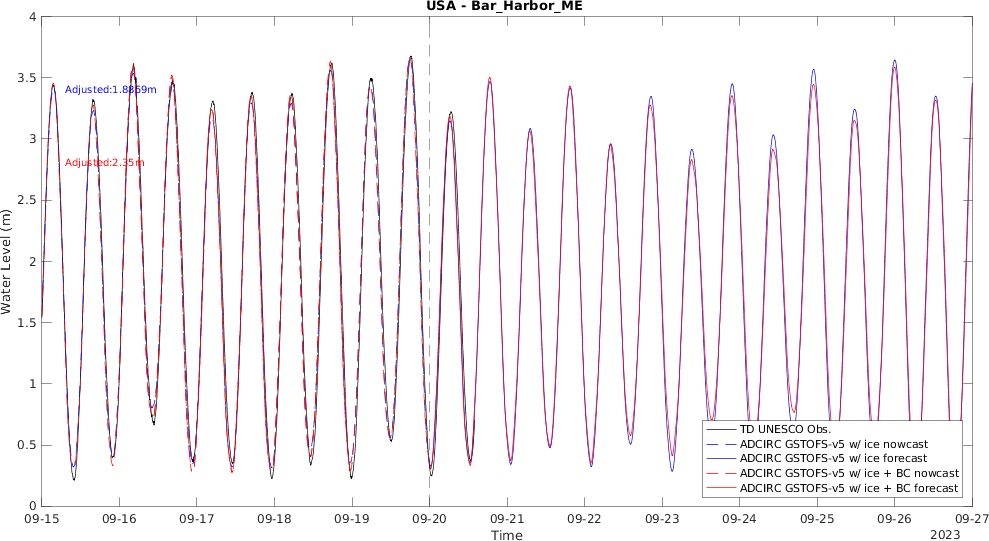 USA - Bar_Harbor_ME
4
3.5
3
2.5
2
1.5
1
0.5
0
Water Level (m)
Adjusted:1.8869m
Adjusted:2.35m
TD UNESCO Obs.
ADCIRC GSTOFS-v5 w/ ice nowcast
ADCIRC GSTOFS-v5 w/ ice forecast
ADCIRC GSTOFS-v5 w/ ice + BC nowcast
ADCIRC GSTOFS-v5 w/ ice + BC forecast
09-15 09-16 09-17 09-18 09-19 09-20 09-21 09-22 09-23 09-24 09-25 09-26 09-27
Time
2023